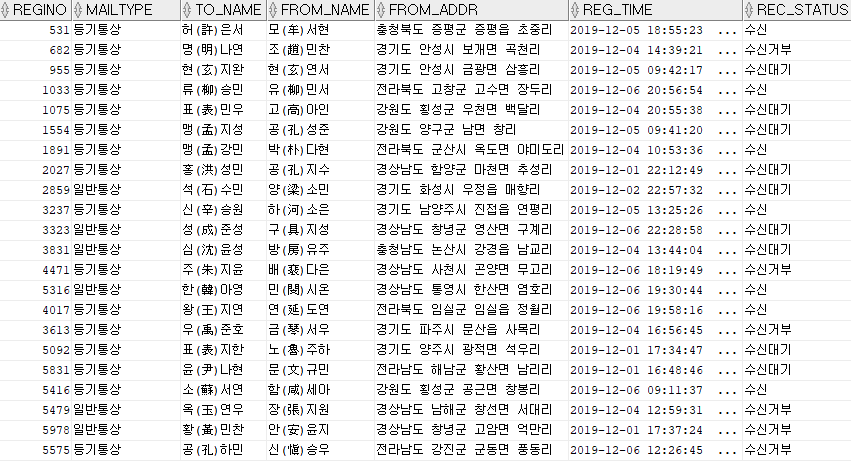 REGINO MAILTYPE TO_NAME FROM_NAME FROM_ADDR REG_TIME REC_STATUS
531 등기통상 허(許)은서 모(牟)서현 충청북도 증평군 증평읍 초중리 2019-12-05 18:55:23 ... 수신
682 등기통상 명(明)나연 조(趙)민찬 경기도 안성시 보개면 곡천리 2019-12-04 14:39:21 ... 수신거부
955 등기통상 현(玄)지완 현(玄)연서 경기도 안성시 금광면 삼흥리 2019-12-05 09:42:17 ... 수신대기
1033 등기통상 류(柳)승민 유(柳)민서 전라북도 고창군 고수면 장두리 2019-12-06 20:56:54 ... 수신
1075 등기통상 표(表)민우 고(高)아인 강원도 횡성군 우천면 백달리 2019-12-04 20:55:38 ... 수신대기
1554 등기통상 맹(孟)지성 공(孔)성준 강원도 양구군 남면 창리 2019-12-05 09:41:20 ... 수신대기
1891 등기통상 맹(孟)강민 박(朴)다현 전라북도 군산시 옥도면 야미도리 2019-12-04 10:53:36 ... 수신
2027 등기통상 홍(洪)성민 공(孔)지수 경상남도 함양군 마천면 추성리 2019-12-01 22:12:49 ... 수신대기
2859 일반통상 석(石)수민 양(梁)소민 경기도 화성시 우정읍 매향리 2019-12-02 22:57:32 ... 수신대기
3237 등기통상 신(辛)승원 하(河)소은 경기도 남양주시 진접읍 연평리 2019-12-05 13:25:26 ... 수신
3323 일반통상 성(成)준성 구(具)지성 경상남도 창녕군 영산면 구계리 2019-12-06 22:28:58 ... 수신대기
3831 일반통상 심(沈)윤성 방(房)유주 충청남도 논산시 강경읍 남교리 2019-12-04 13:44:04 ... 수신대기
4471 등기통상 주(朱)지윤 배(裵)다은 경상남도 사천시 곤양면 무고리 2019-12-06 18:19:49 ... 수신거부
5316 일반통상 한(韓)아영 민(閔)시온 경상남도 통영시 한산면 염호리 2019-12-06 19:30:44 ... 수신
4017 등기통상 왕(王)지연 연(延)도연 전라북도 임실군 임실읍 정월리 2019-12-06 19:58:16 ... 수신
3613 등기통상 우(禹)준호 금(琴)서우 경기도 파주시 문산읍 사목리 2019-12-04 16:56:45 ... 수신거부
5092 등기통상 표(表)지한 노(魯)주하 경기도 양주시 광적면 석우리 2019-12-01 17:34:47 ... 수신대기
5831 등기통상 윤(尹)나현 문(文)규민 전라남도 해남군 황산면 남리리 2019-12-01 16:48:46 ... 수신대기
5416 등기통상 소(蘇)서연 함(咸)세아 강원도 횡성군 공근면 창봉리 2019-12-06 09:11:37 ... 수신
5479 일반통상 옥(玉)연우 장(張)지원 경상남도 남해군 창선면 서대리 2019-12-04 12:59:31 ... 수신거부
5978 일반통상 황(黃)민찬 안(安)윤지 경상남도 창녕군 고암면 억만리 2019-12-01 17:37:24 ... 수신거부
5575 등기통상 공(孔)하민 신(愼)승우 전라남도 강진군 군동면 풍동리 2019-12-06 12:26:45 ... 수신거부